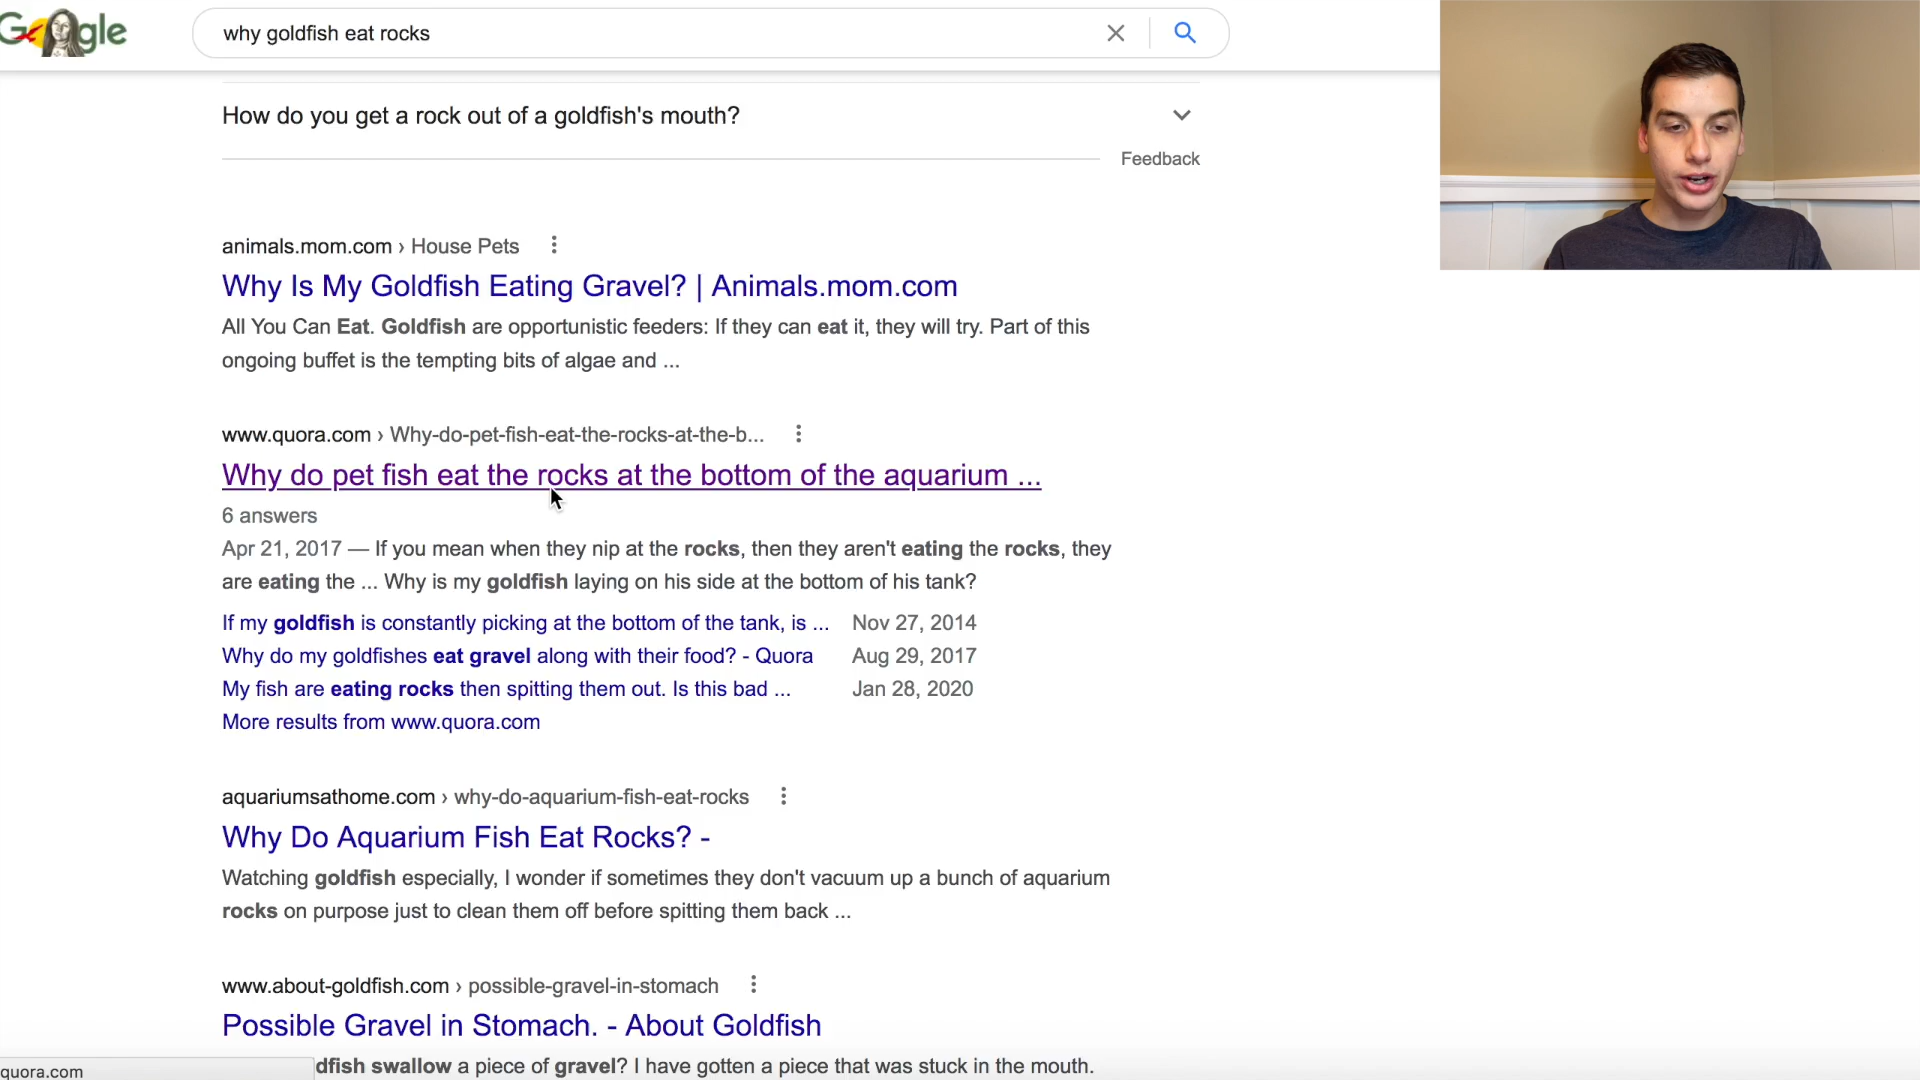 Google
why goldfish eat rocks
How do you get a rock out of a goldfish's mouth?
Feedback
animals.mom.com › House Pets
Why Is My Goldfish Eating Gravel? | Animals.mom.com
All You Can Eat. Goldfish are opportunistic feeders: If they can eat it, they will try. Part of this
ongoing buffet is the tempting bits of algae and ...
www.quora.com › Why-do-pet-fish-eat-the-rocks-at-the-b...
Why do pet fish eat the rocks at the bottom of the aquarium ...
6 answers
Apr 21, 2017 — If you mean when they nip at the rocks, then they aren't eating the rocks, they
are eating the ... Why is my goldfish laying on his side at the bottom of his tank?
If my goldfish is constantly picking at the bottom of the tank, is ... Nov 27, 2014
Why do my goldfishes eat gravel along with their food? - Quora Aug 29, 2017
My fish are eating rocks then spitting them out. Is this bad ... Jan 28, 2020
More results from www.quora.com
aquariumsathome.com › why-do-aquarium-fish-eat-rocks
Why Do Aquarium Fish Eat Rocks? -
Watching goldfish especially, I wonder if sometimes they don't vacuum up a bunch of aquarium
rocks on purpose just to clean them off before spitting them back ...
www.about-goldfish.com › possible-gravel-in-stomach
Possible Gravel in Stomach. - About Goldfish
dfish swallow a piece of gravel? I have gotten a piece that was stuck in the mouth.
quora.com